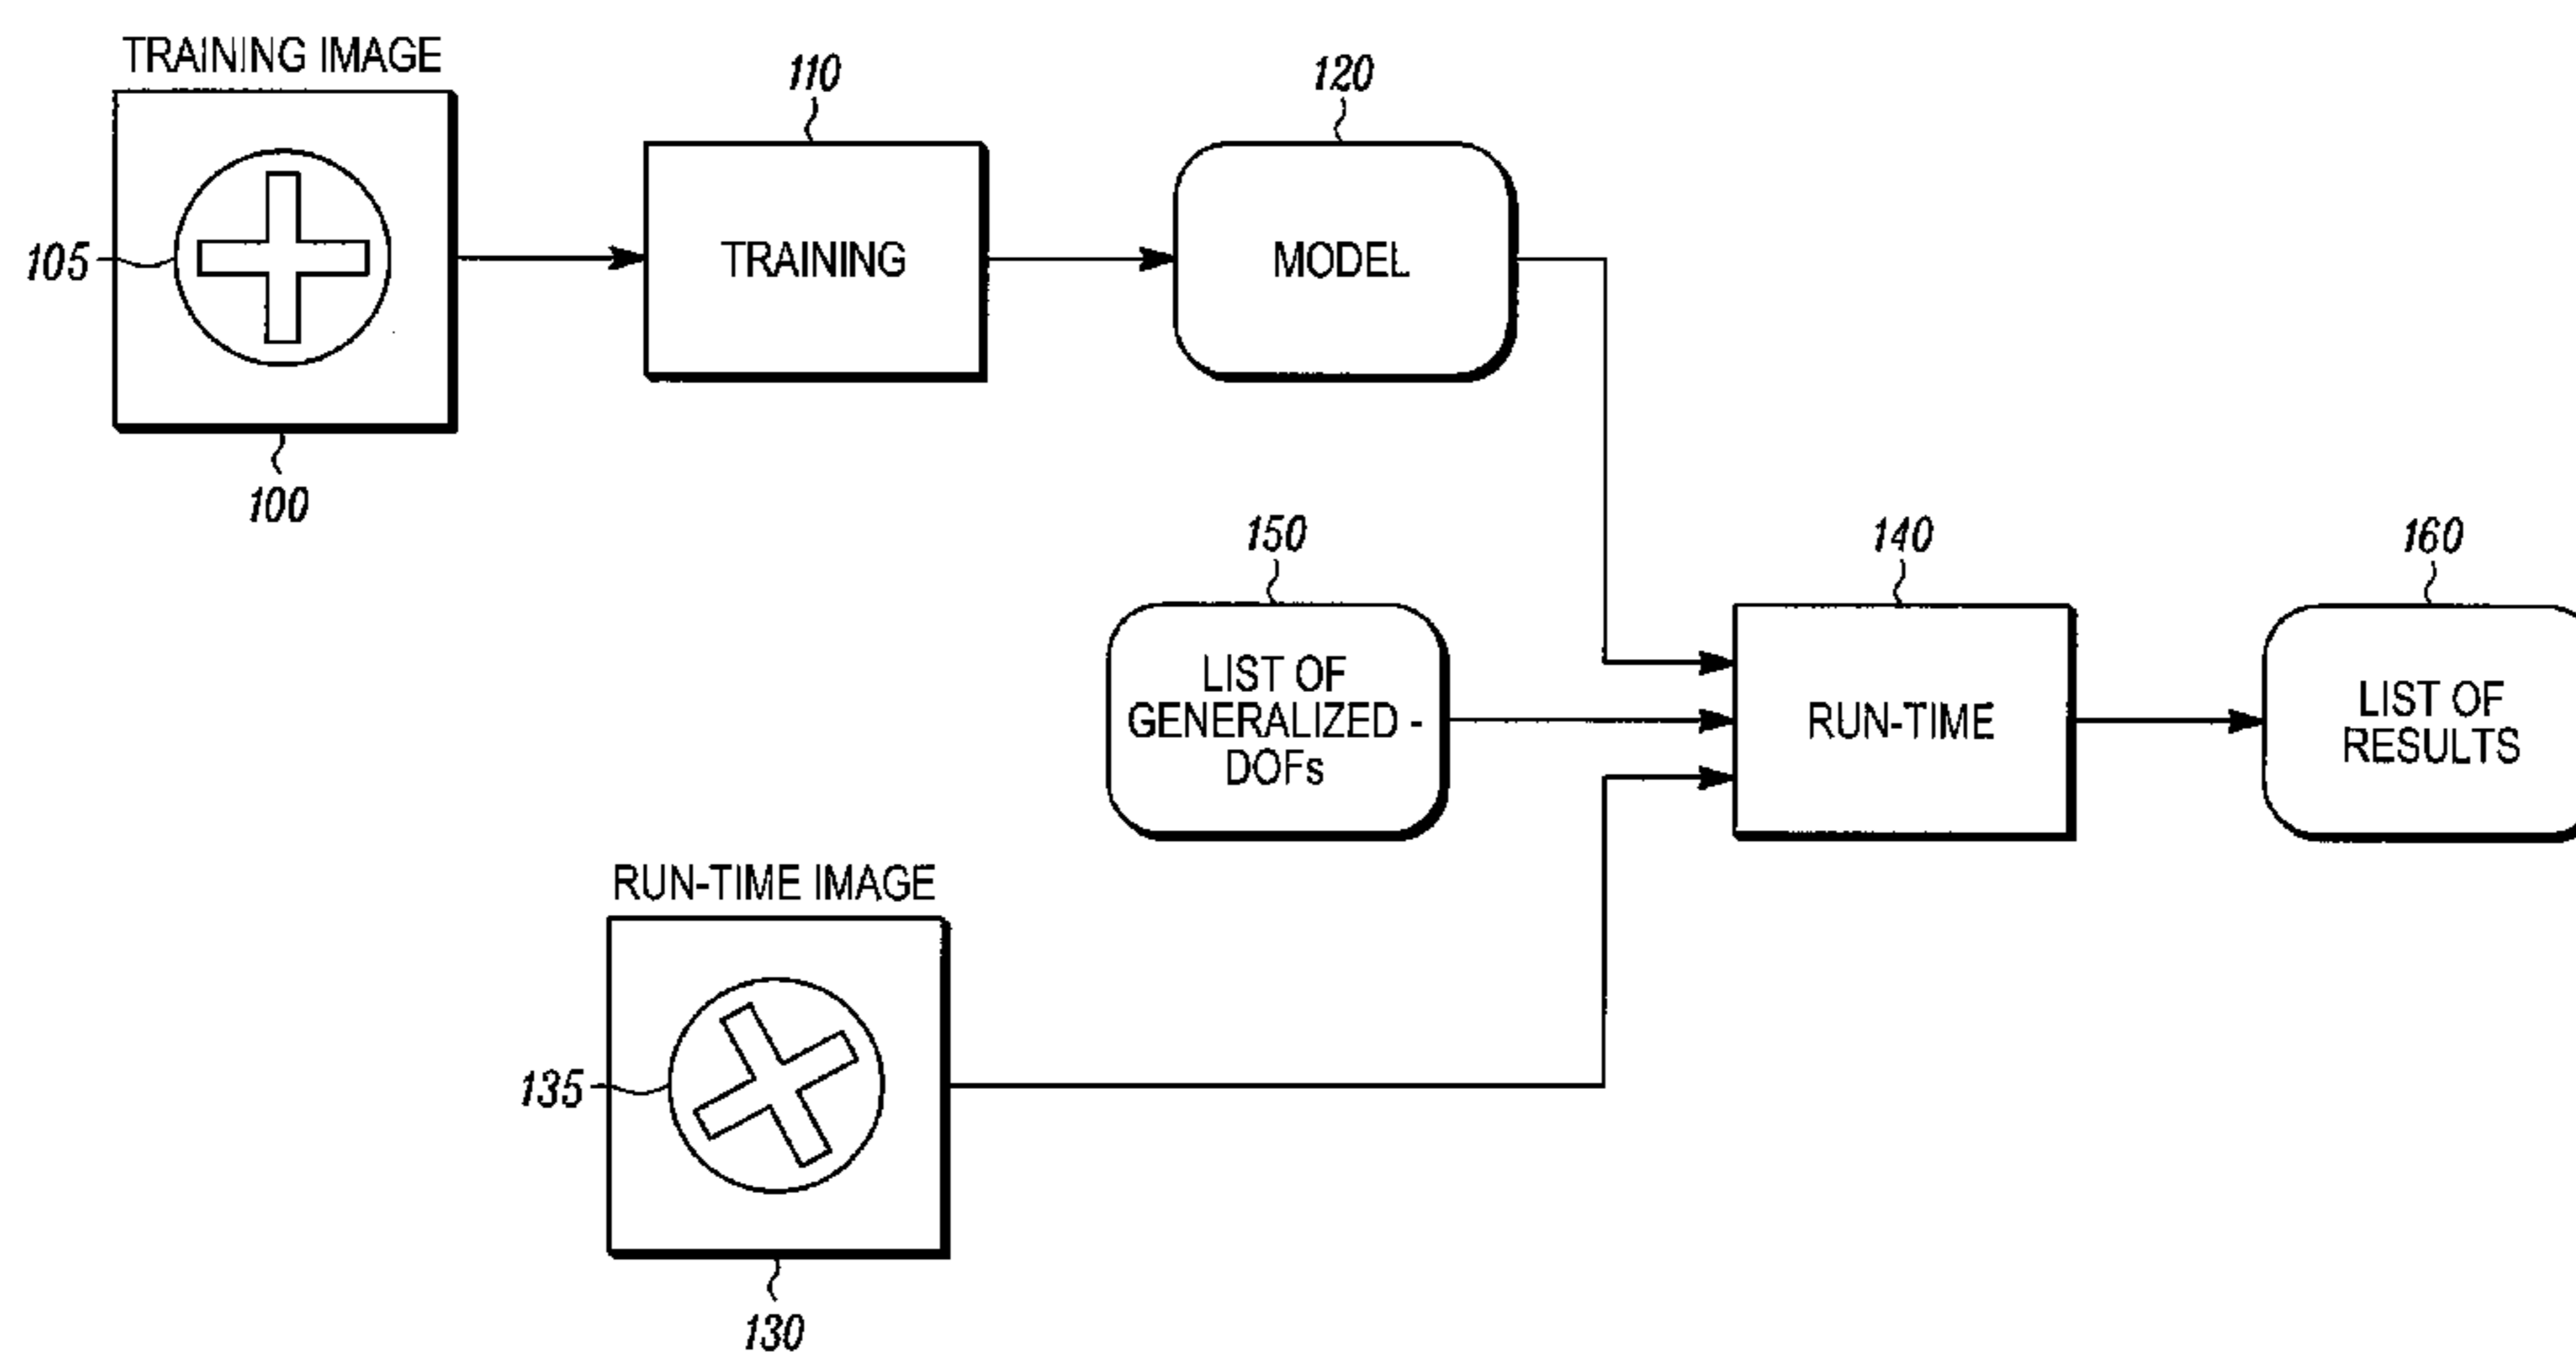 TRAINING IMAGE
110
120
105
TRAINING
MODEL
100
150
140
160
LIST OF
GENERALIZED -
DOFs
RUN-TIME
LIST OF
RESULTS
RUN-TIME IMAGE
135
130